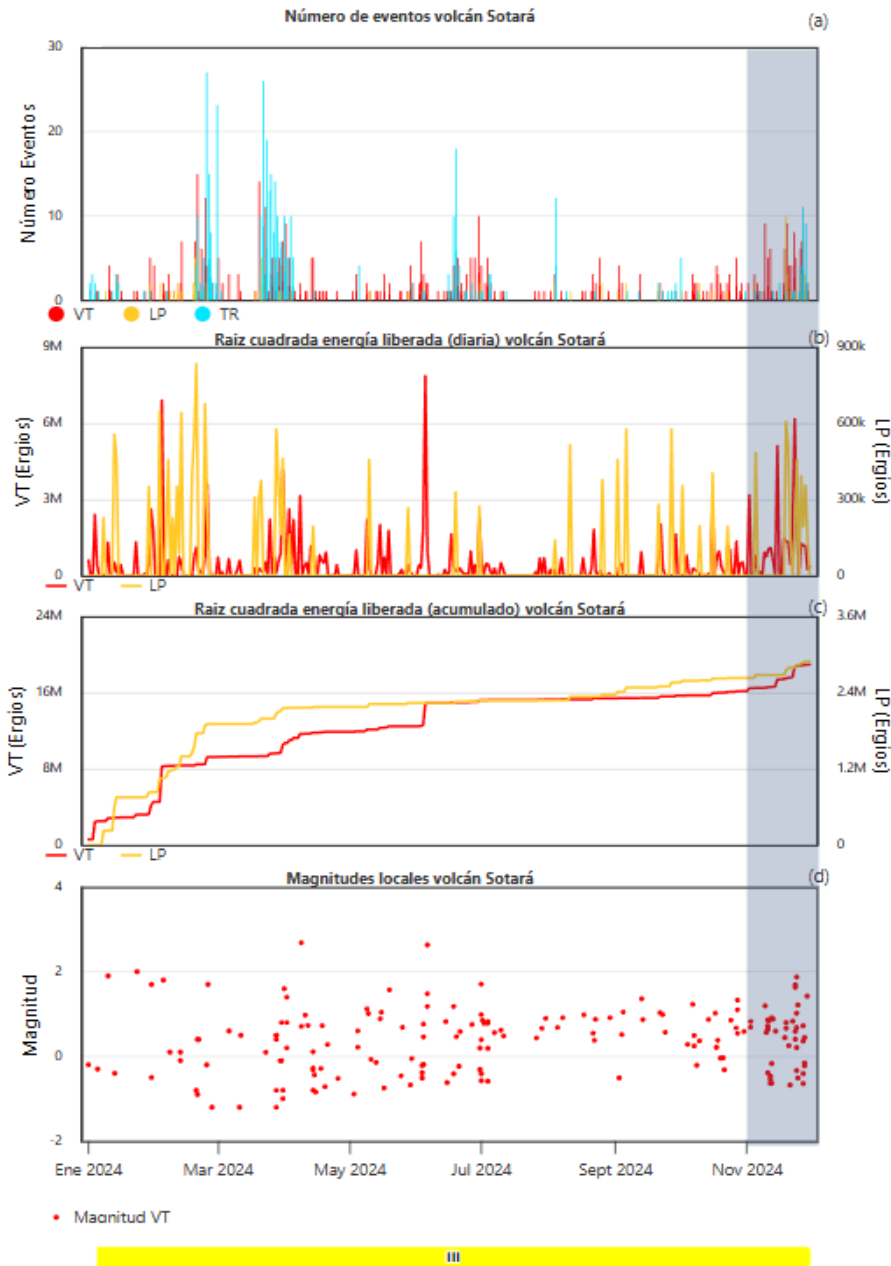 Número de eventos volcán Sotará
(a)
30
20
10
0
Número Eventos
VT LP TR
Raiz cuadrada energía liberada (diaria) volcán Sotará
(b)
9M
6M
3M
0
VT (Ergios)
900k
600k
300k
0
LP (Ergios)
VT LP
Raiz cuadrada energía liberada (acumulado) volcán Sotará
(c)
24M
16M
8M
0
VT (Ergios)
3.6M
2.4M
1.2M
0
LP (Ergios)
VT LP
Magnitudes locales volcán Sotará
(d)
4
2
0
-2
Magnitud
Ene 2024 Mar 2024 May 2024 Jul 2024 Sept 2024 Nov 2024
Magnitud VT
III